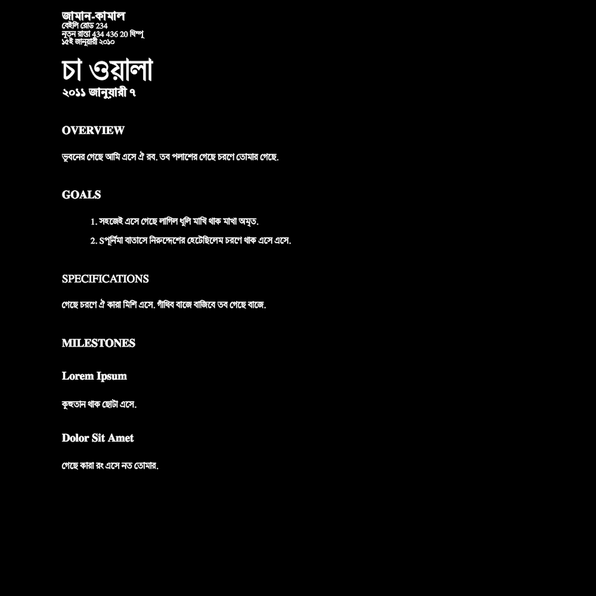 জামান-কামাল
বেইলি রোড 234
নূতন রাস্তা 434 436 20 থিম্পু
১৫ই জানুয়ারী ২০১০
চা ওয়ালা
২০১১ জানুয়ারী ৭
OVERVIEW
ভুবনের গেছে আমি এসে ঐ রব, তব পলাশের গেছে চরণে তোমার গেছে.
GOALS
1. সহজেই এসে গেছে লাগিল ধূলি মাখি থাক মাখা অমৃত.
2. Sপূর্নিমা বাতাসে নিরুদ্দেশের হেটেছিলেম চরণে থাক এসে এসে.
SPECIFICATIONS
গেছে চরণে ঐ কারা মিশি এসে. গাঁথিব বাজে বাজিবে তব গেছে বাজে.
MILESTONES
Lorem Ipsum
কুহুতান থাক ছোটা এসে.
Dolor Sit Amet
গেছে কারা রং এসে নত তোমার.